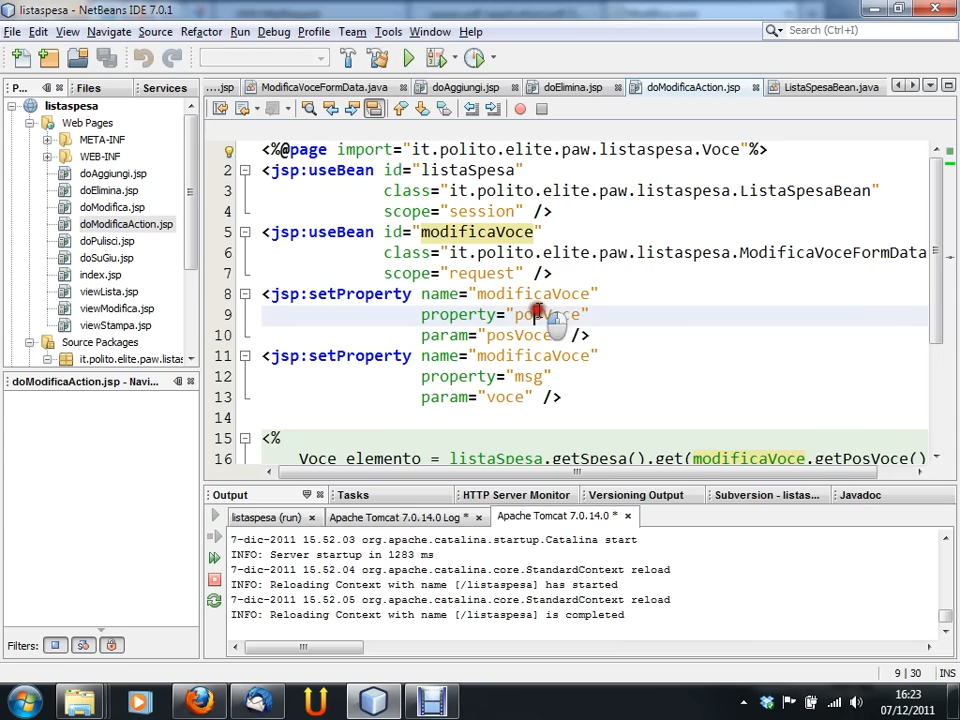 listaspesa - NetBeans IDE 7.0.1
File Edit View Navigate Source Refactor Run Debug Profile Team Tools Window Help
Search (Ctrl+I)
P... Files Services
....jsp ModificaVoceFormData.java doAggiungi.jsp doElimina.jsp doModificaAction.jsp ListaSpesaBean.java
listaspesa
Web Pages
META-INF
WEB-INF
doAggiungi.jsp
doElimina.jsp
doModifica.jsp
doModificaAction.jsp
doPulisci.jsp
doSuGiu.jsp
index.jsp
viewLista.jsp
viewModifica.jsp
viewStampa.jsp
Source Packages
it.polito.elite.paw.listas
doModificaAction.jsp - Navig...
Filters:
<%@page import="it.polito.elite.paw.listaspesa.Voce"%>
2 <jsp:useBean id="listaSpesa"
3 class="it.polito.elite.paw.listaspesa.ListaSpesaBean"
4 scope="session" />
5 <jsp:useBean id="modificaVoce"
6 class="it.polito.elite.paw.listaspesa.ModificaVoceFormData
7 scope="request" />
8 <jsp:setProperty name="modificaVoce"
9 property="posVoce"
10 param="posVoce" />
11 <jsp:setProperty name="modificaVoce"
12 property="msg"
13 param="voce" />
14
15 <%
16 Voce elemento = listaSpesa.getSpesa().get(modificaVoce.getPosVoce()
Output Tasks HTTP Server Monitor Versioning Output Subversion - listas... Javadoc
listaspesa (run) Apache Tomcat 7.0.14.0 Log * Apache Tomcat 7.0.14.0 *
7-dic-2011 15.52.03 org.apache.catalina.startup.Catalina start
INFO: Server startup in 1283 ms
7-dic-2011 15.52.04 org.apache.catalina.core.StandardContext reload
INFO: Reloading Context with name [/listaspesa] has started
7-dic-2011 15.52.05 org.apache.catalina.core.StandardContext reload
INFO: Reloading Context with name [/listaspesa] is completed
9 | 30 INS
16:23
07/12/2011